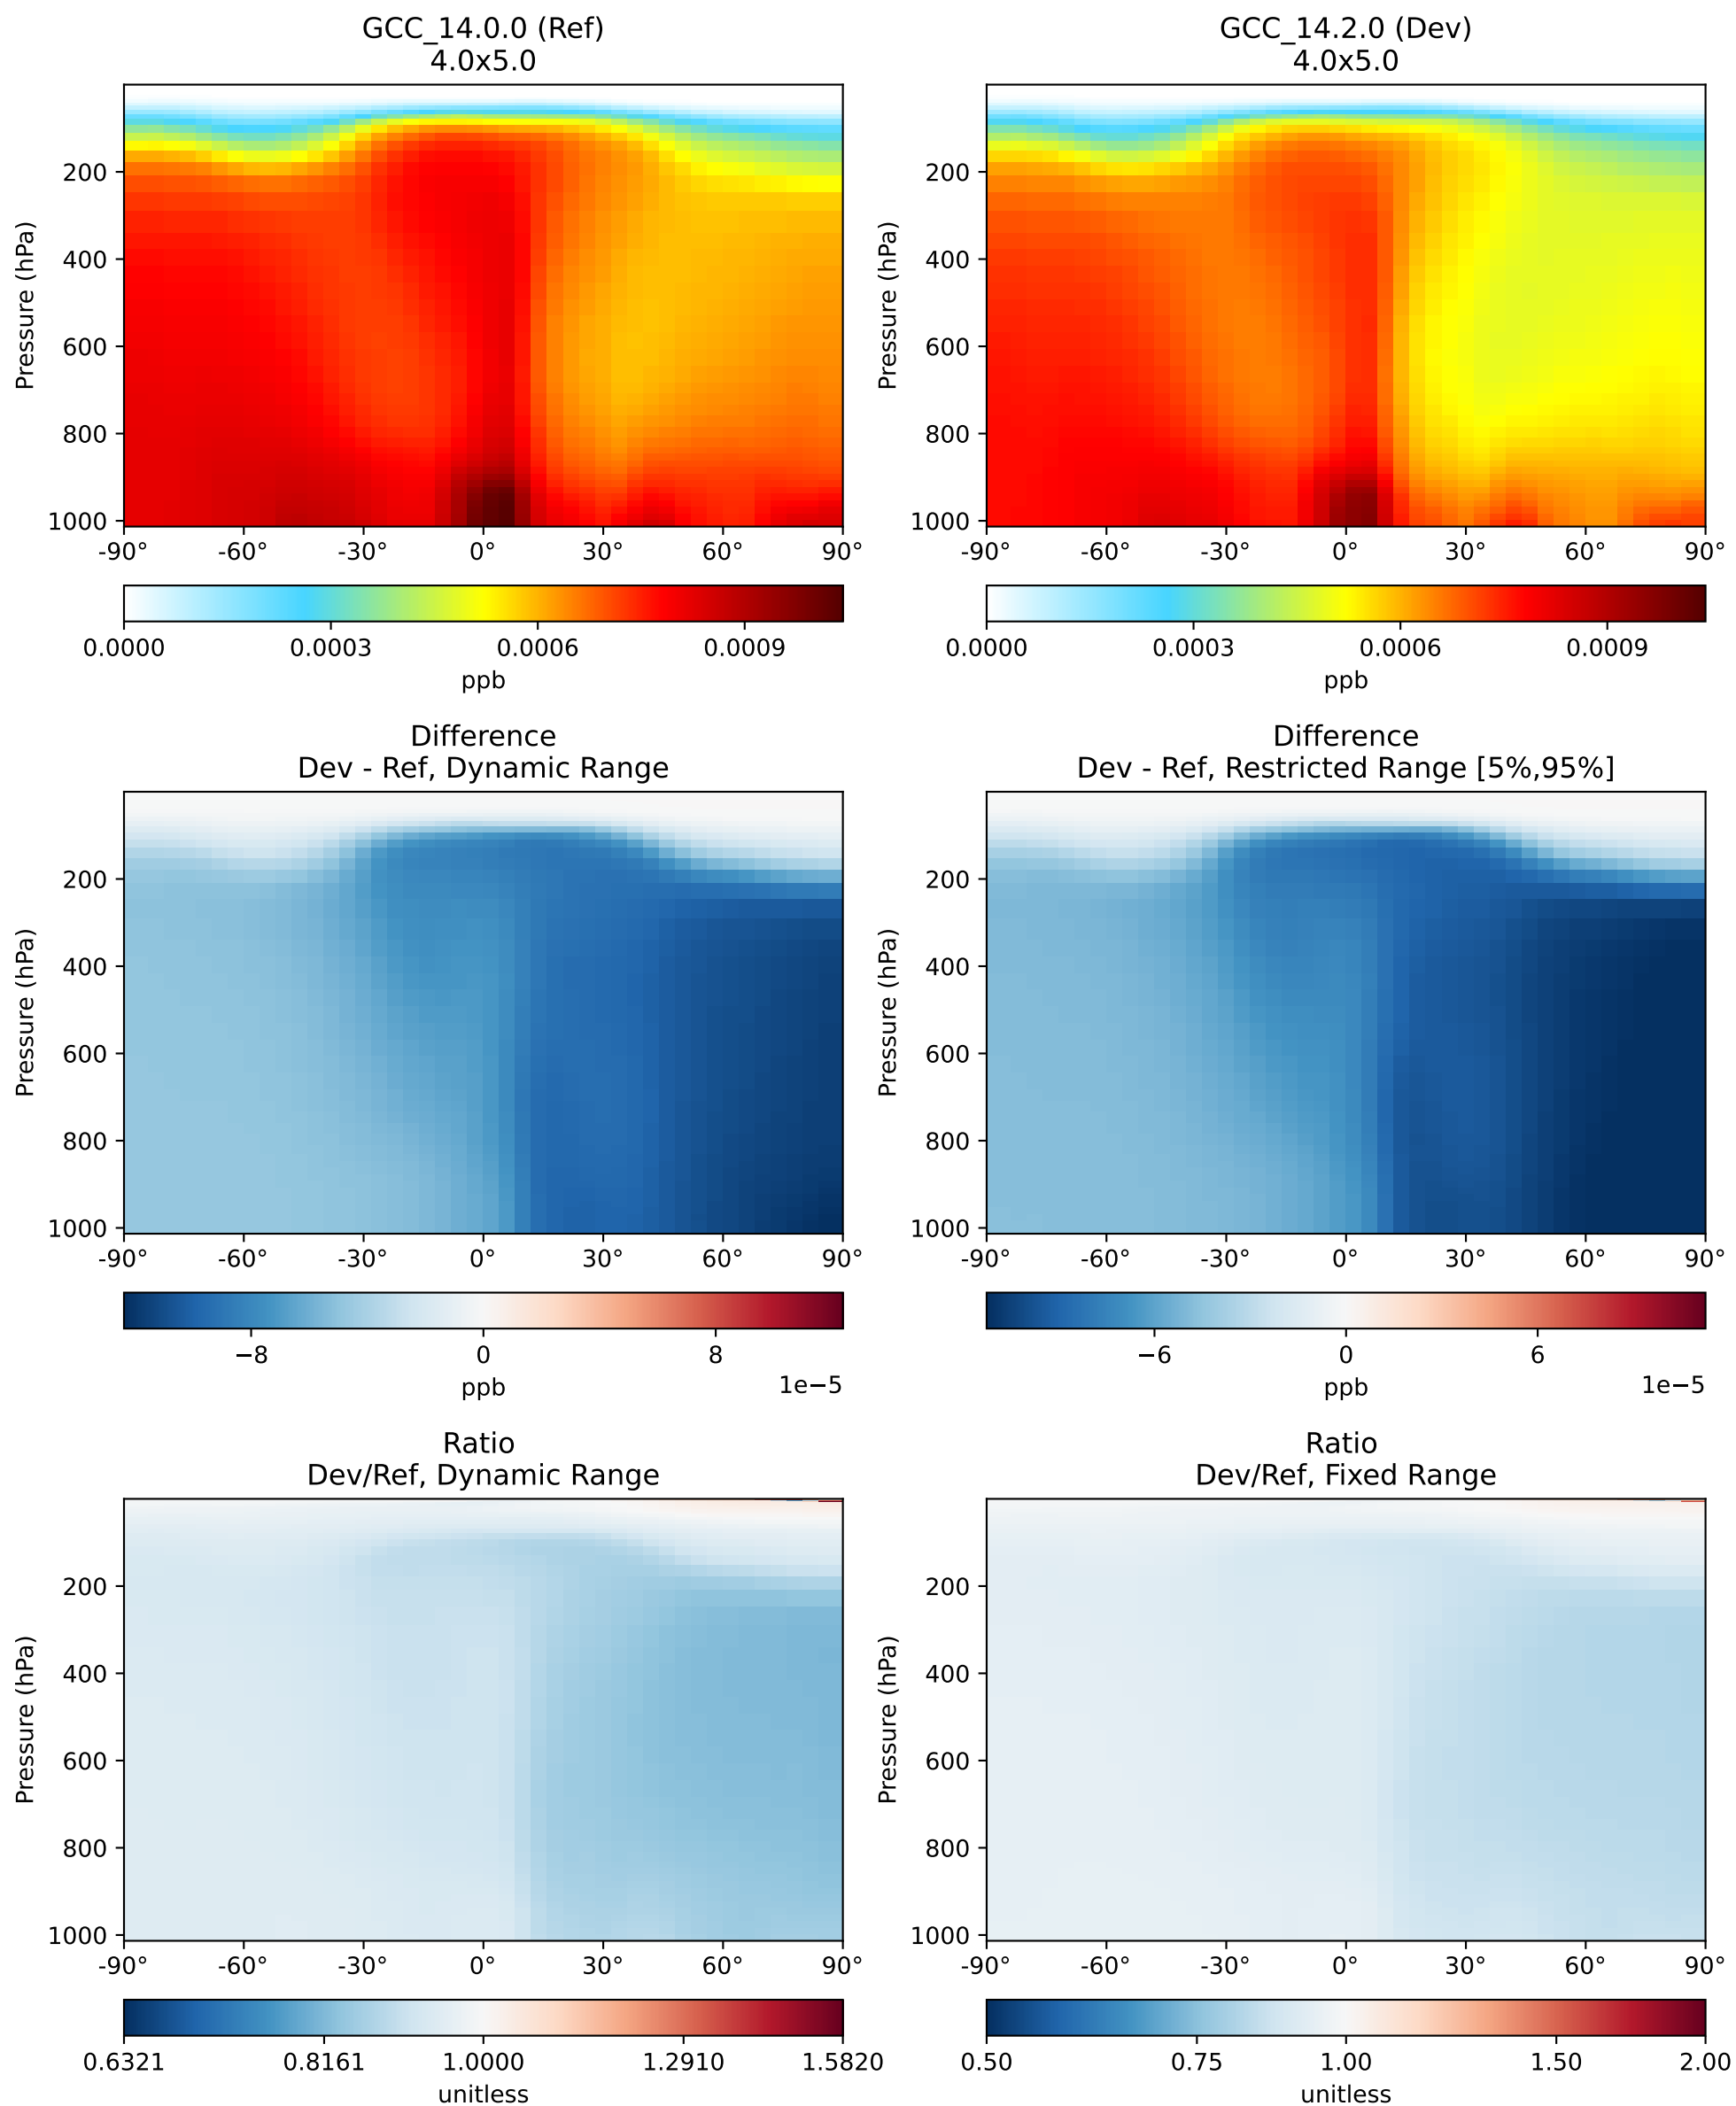 GCC_14.0.0 (Ref)
4.0x5.0
Pressure (hPa)
200
400
600
800
1000
-90° -60° -30° 0° 30° 60° 90°
0.0000 0.0003 0.0006 0.0009
ppb
GCC_14.2.0 (Dev)
4.0x5.0
Pressure (hPa)
200
400
600
800
1000
-90° -60° -30° 0° 30° 60° 90°
0.0000 0.0003 0.0006 0.0009
ppb
Difference
Dev - Ref, Dynamic Range
Pressure (hPa)
200
400
600
800
1000
-90° -60° -30° 0° 30° 60° 90°
−8 0 8
ppb
1e−5
Difference
Dev - Ref, Restricted Range [5%,95%]
Pressure (hPa)
200
400
600
800
1000
-90° -60° -30° 0° 30° 60° 90°
−6 0 6
ppb
1e−5
Ratio
Dev/Ref, Dynamic Range
Pressure (hPa)
200
400
600
800
1000
-90° -60° -30° 0° 30° 60° 90°
0.6321 0.8161 1.0000 1.2910 1.5820
unitless
Ratio
Dev/Ref, Fixed Range
Pressure (hPa)
200
400
600
800
1000
-90° -60° -30° 0° 30° 60° 90°
0.50 0.75 1.00 1.50 2.00
unitless